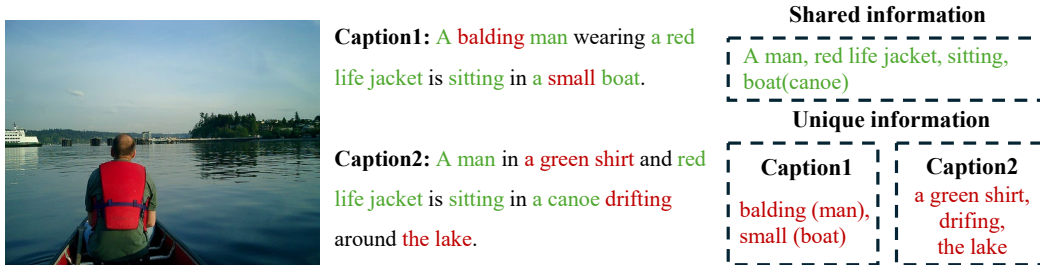 Caption1: A balding man wearing a red
life jacket is sitting in a small boat.
Caption2: A man in a green shirt and red
life jacket is sitting in a canoe drifting
around the lake.
Shared information
A man, red life jacket, sitting,
boat(canoe)
Unique information
Caption1
balding (man),
small (boat)
Caption2
a green shirt,
drifing,
the lake